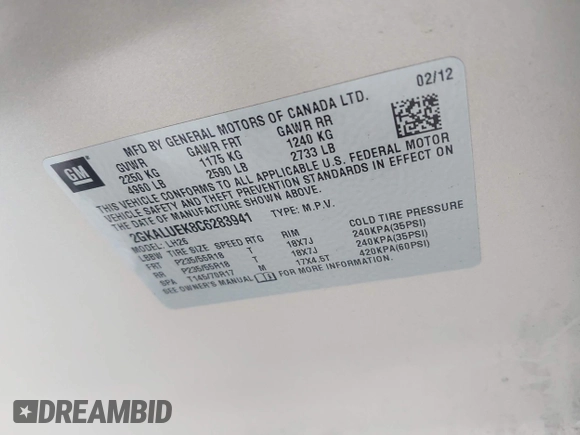 02/12
GM
MFD BY GENERAL MOTORS OF CANADA LTD.
GVWR GAWR FRT GAWR RR
2250 KG 1175 KG 1240 KG
4960 LB 2590 LB 2733 LB
THIS VEHICLE CONFORMS TO ALL APPLICABLE U.S. FEDERAL MOTOR
VEHICLE SAFETY AND THEFT PREVENTION STANDARDS IN EFFECT ON
THE DATE OF MANUFACTURE SHOWN ABOVE.
2GKALUEK8C6283941 TYPE: M.P.V.
MODEL: LH26
LBBW TIRE SIZE SPEED RTG RIM COLD TIRE PRESSURE
FRT P235/55R18 T 18X7J 240KPA(35PSI)
RR P235/55R18 T 18X7J 240KPA(35PSI)
SPA T145/70R17 M 17X4.5T 420KPA(60PSI)
SEE OWNER'S MANUAL FOR MORE INFORMATION.
DREAMBID